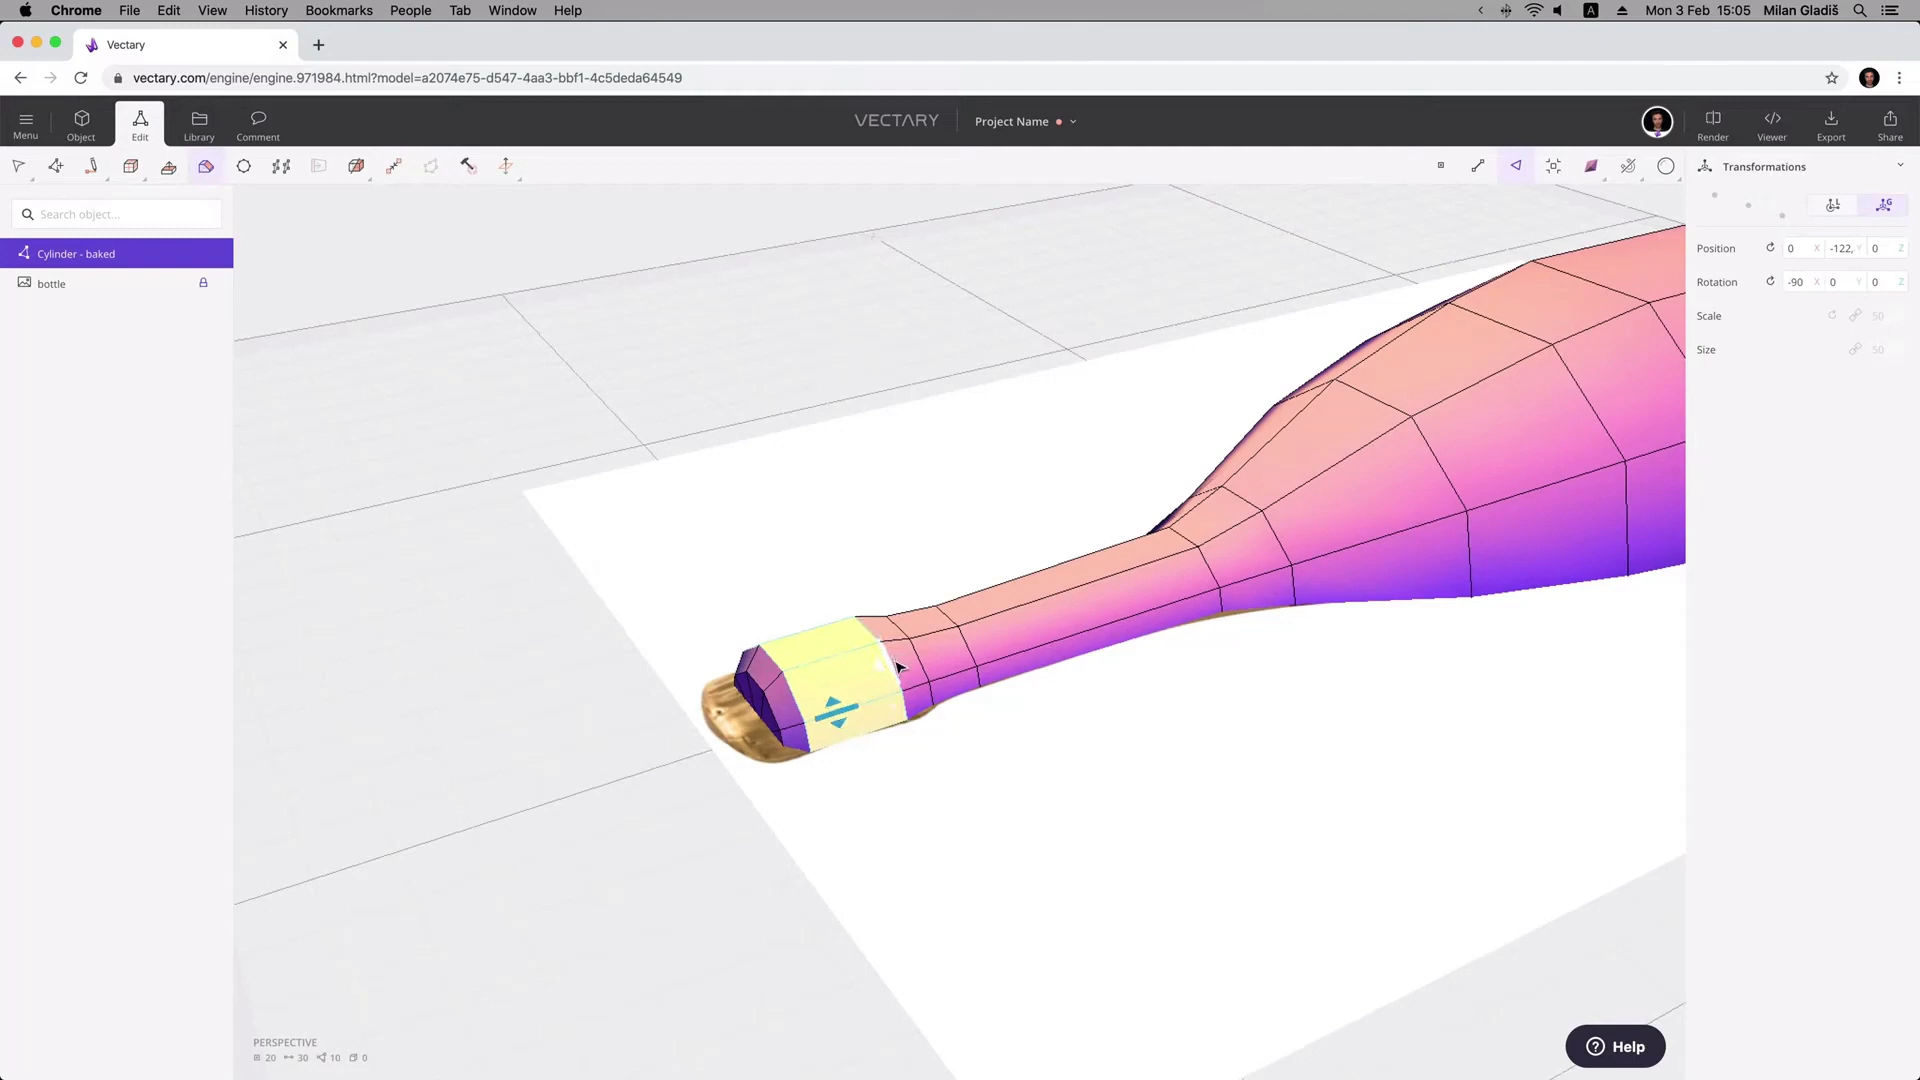 Chrome File Edit View History Bookmarks People Tab Window Help A Mon 3 Feb 15:05 Milan Gladiš
Vectary
vectary.com/engine/engine.971984.html?model=a2074e75-d547-4aa3-bbf1-4c5deda64549
Menu Object Edit Library Comment VECTARY Project Name Render Viewer Export Share
Transformations
Search object...
L G
Cylinder - baked
Position 0 X -122, Y 0 Z
bottle
Rotation -90 X 0 Y 0 Z
Scale 50
Size 50
PERSPECTIVE
20 30 10 0
? Help